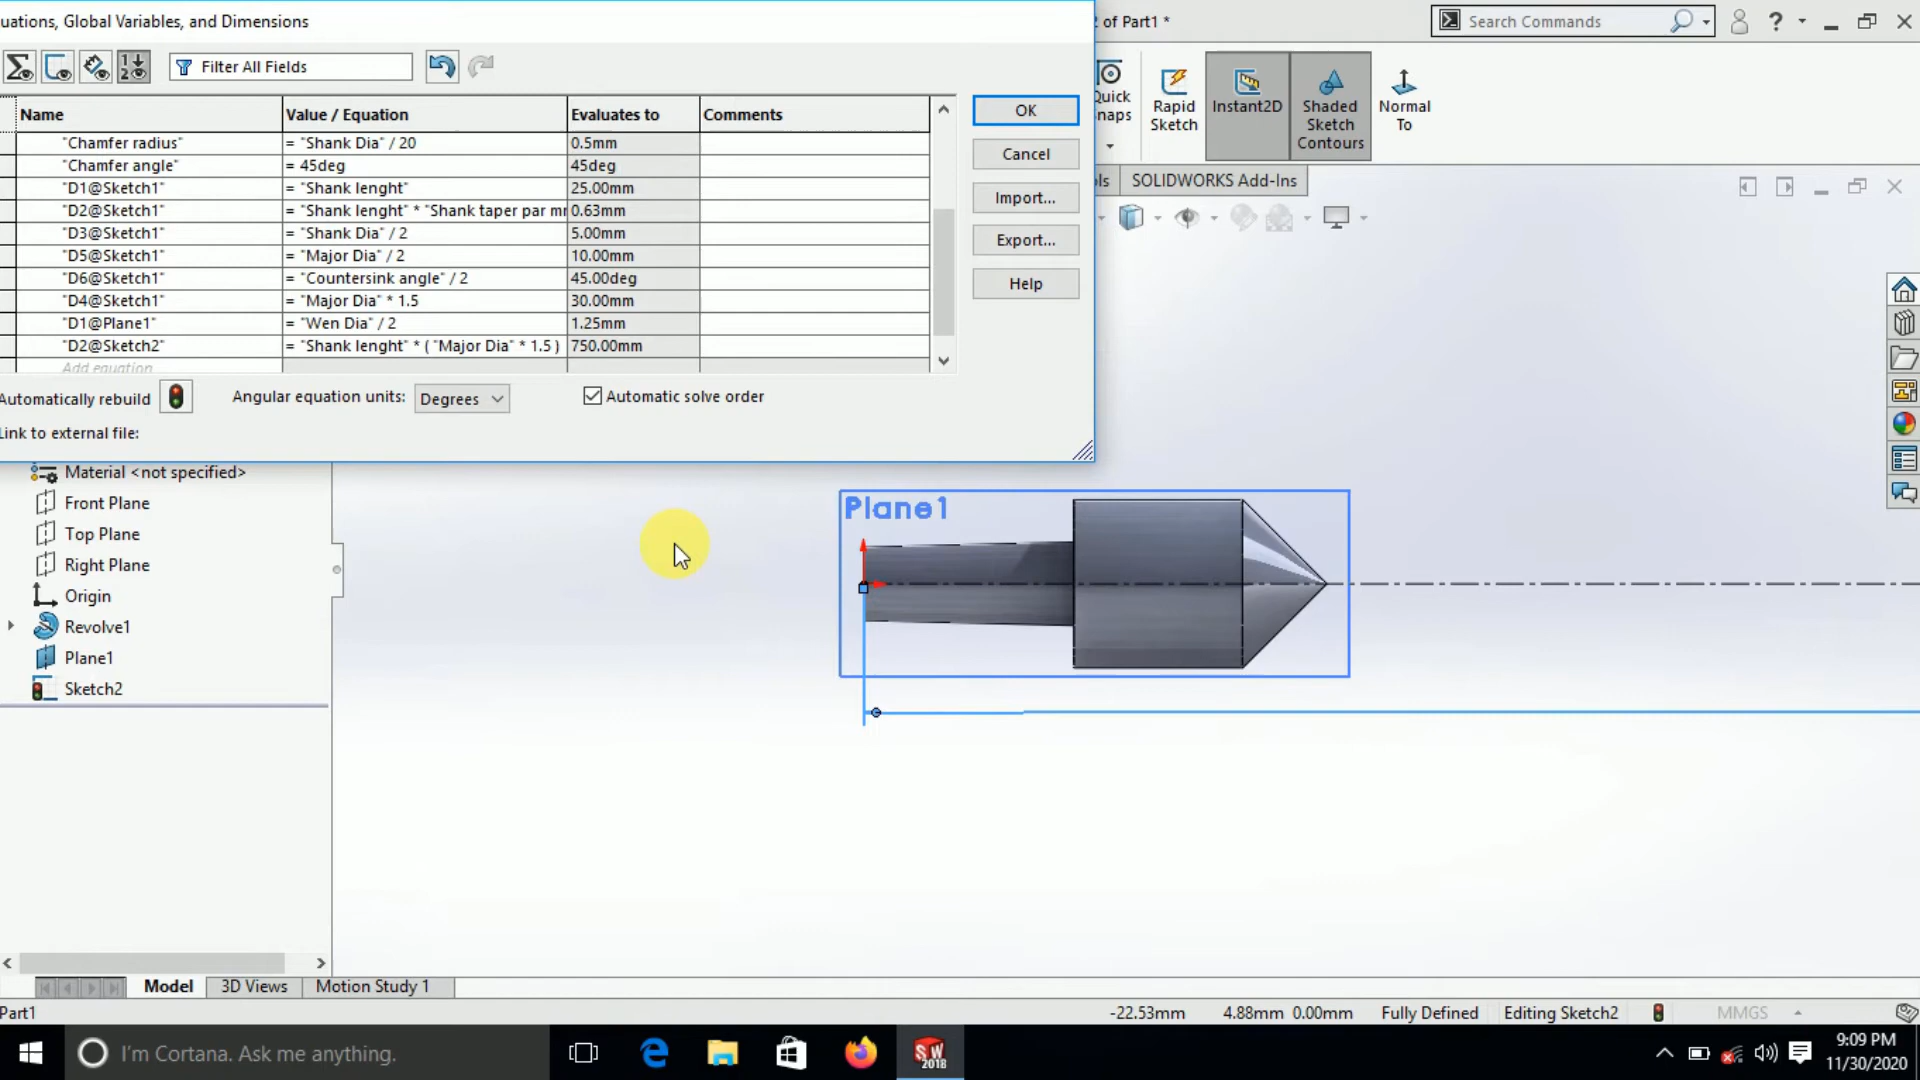 uations, Global Variables, and Dimensions
2 of Part1 *
Search Commands
Filter All Fields
Name Value / Equation Evaluates to Comments
"Chamfer radius" = "Shank Dia" / 20 0.5mm
"Chamfer angle" = 45deg 45deg
"D1@Sketch1" = "Shank lenght" 25.00mm
"D2@Sketch1" = "Shank lenght" * "Shank taper par mr 0.63mm
"D3@Sketch1" = "Shank Dia" / 2 5.00mm
"D5@Sketch1" = "Major Dia" / 2 10.00mm
"D6@Sketch1" = "Countersink angle" / 2 45.00deg
"D4@Sketch1" = "Major Dia" * 1.5 30.00mm
"D1@Plane1" = "Wen Dia" / 2 1.25mm
"D2@Sketch2" = "Shank lenght" * ( "Major Dia" * 1.5 ) 750.00mm
Add equation
OK
Cancel
Import...
Export...
Help
Automatically rebuild
Angular equation units:
Degrees
Automatic solve order
Link to external file:
Quick
Snaps
Rapid
Sketch
Instant2D
Shaded
Sketch
Contours
Normal
To
ols
SOLIDWORKS Add-Ins
Material <not specified>
Front Plane
Top Plane
Right Plane
Origin
Revolve1
Plane1
Sketch2
Plane1
Model
3D Views
Motion Study 1
Part1
-22.53mm
4.88mm
0.00mm
Fully Defined
Editing Sketch2
MMGS
I'm Cortana. Ask me anything.
SW
2018
9:09 PM
11/30/2020